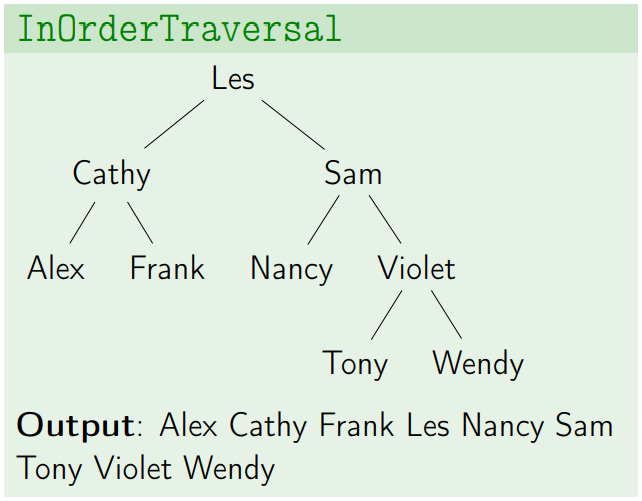 InOrderTraversal
Les
Cathy Sam
Alex Frank Nancy Violet
Tony Wendy
Output: Alex Cathy Frank Les Nancy Sam
Tony Violet Wendy